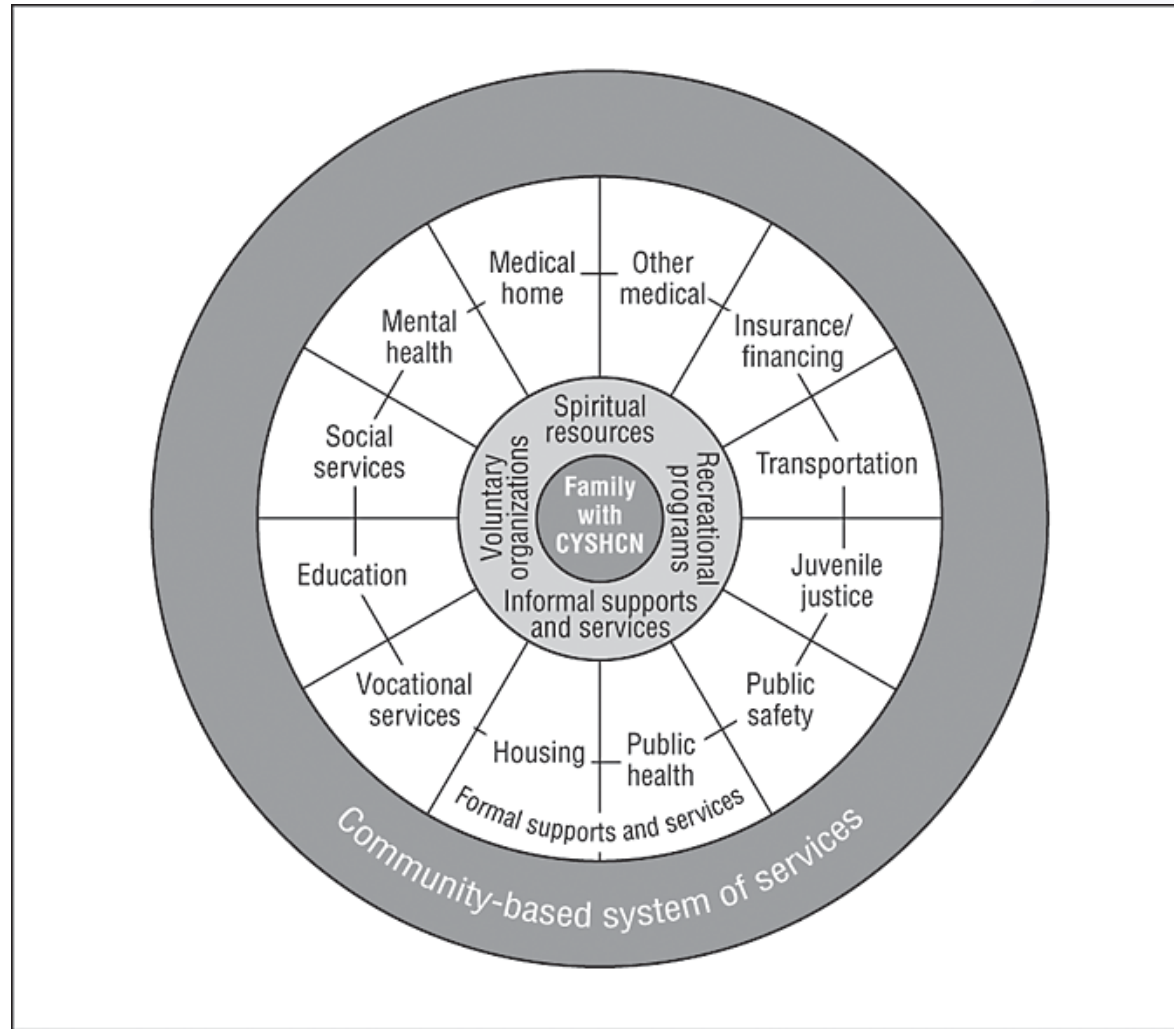 Medical
home
Other
medical
Insurance/
financing
Transportation
Juvenile
justice
Public
safety
Public
health
Housing
Vocational
services
Education
Social
services
Mental
health
Spiritual
resources
Recreational
programs
Informal supports
and services
Voluntary
organizations
Family
with
CYSHCN
Formal supports and services
Community-based system of services